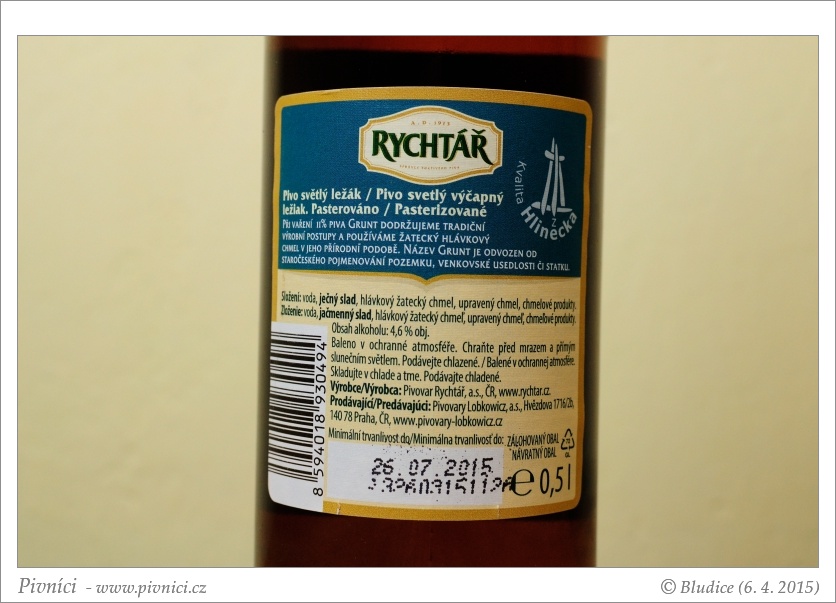 A · D · 1913
RYCHTÁŘ
Kvalita
z
Hlinecka
Pivo světlý ležák / Pivo svetlý výčapný
ležiak. Pasterováno / Pasterizované
Při vaření 11% piva Grunt dodržujeme tradiční
výrobní postupy a používáme žatecký hlávkový
chmel v jeho přírodní podobě. Název Grunt je odvozen od
staročeského pojmenování pozemku, venkovské usedlosti či statku.
Složení: voda, ječný slad, hlávkový žatecký chmel, upravený chmel, chmelové produkty.
Zloženie: voda, jačmenný slad, hlávkový žatecký chmeľ, upravený chmeľ, chmeľové produkty.
Obsah alkoholu: 4,6 % obj.
Baleno v ochranné atmosféře. Chraňte před mrazem a přímým
slunečním světlem. Podávejte chlazené. / Balené v ochrannej atmosfére.
Skladujte v chlade a tme. Podávajte chladené.
Výrobce/Výrobca: Pivovar Rychtář, a.s., ČR, www.rychtar.cz.
Prodávající/Predávajúci: Pivovary Lobkowicz, a.s., Hvězdova 1716/2b,
140 78 Praha, ČR, www.pivovary-lobkowicz.cz
Minimální trvanlivost do/Minimálna trvanlivosť do:
ZÁLOHOVANÝ OBAL
NÁVRATNÝ OBAL
GL
26.07.2015
e 0,5 l
8 594018 930494
Pivníci - www.pivnici.cz
© Bludice (6. 4. 2015)